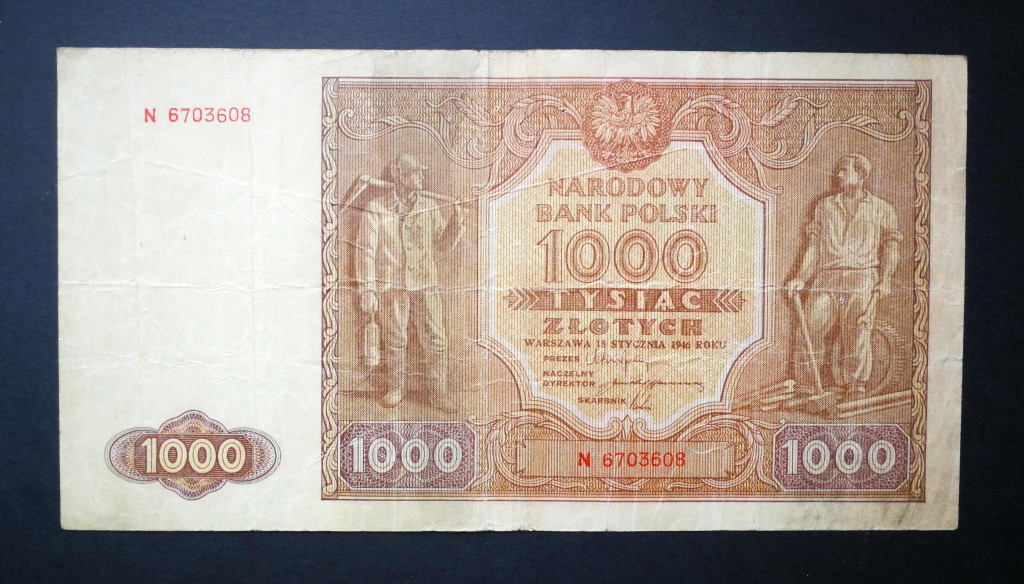 N 6703608
NARODOWY
BANK POLSKI
1000
TYSIĄC
ZŁOTYCH
WARSZAWA 15 STYCZNIA 1946 ROKU
PREZES
NACZELNY
DYREKTOR
SKARBNIK
1000
1000
N 6703608
1000